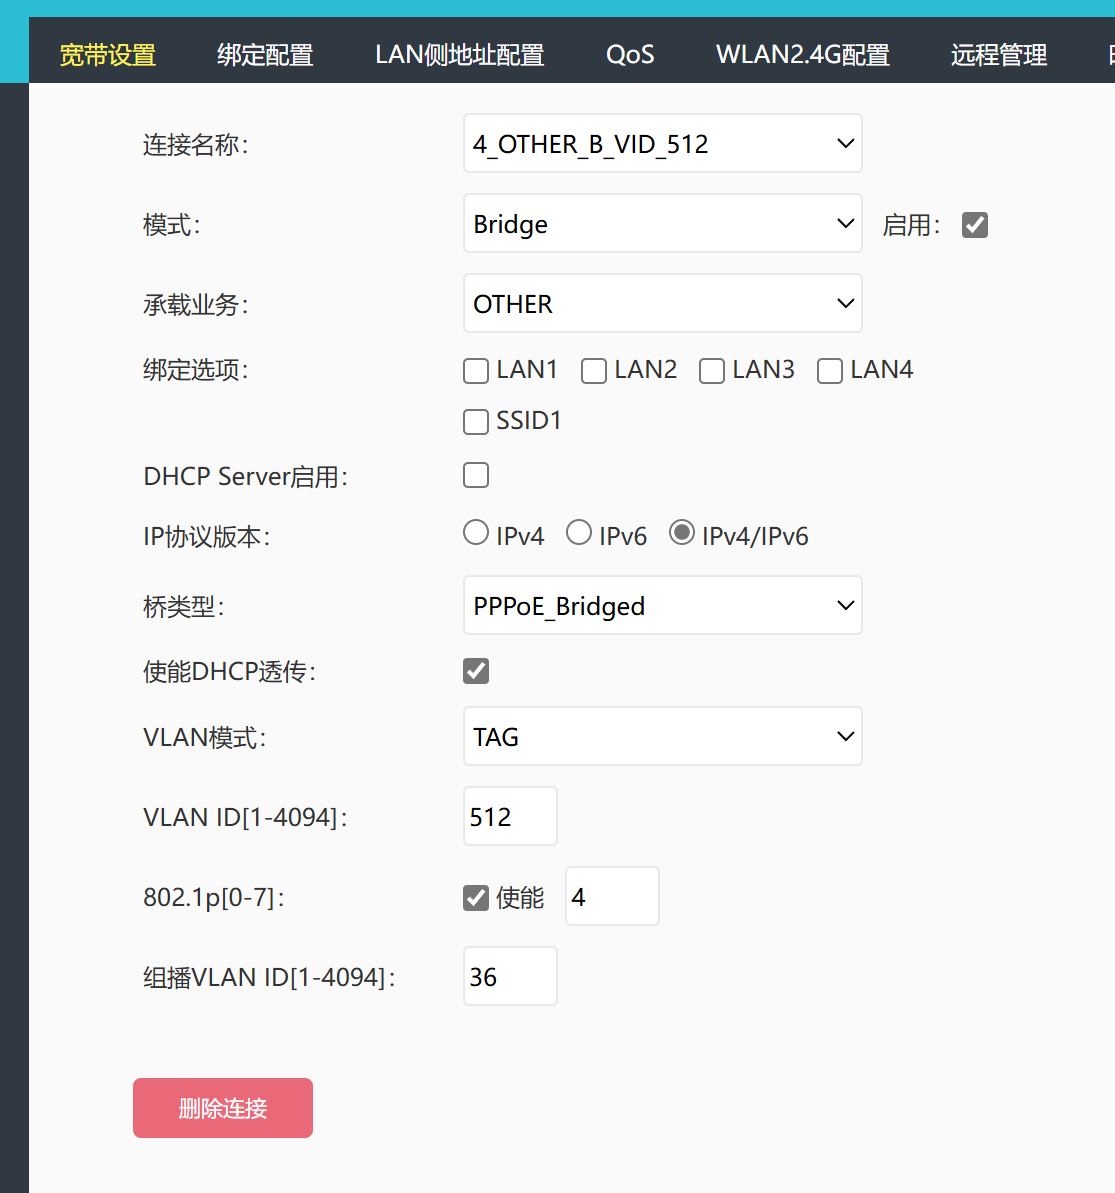 宽带设置 绑定配置 LAN侧地址配置 QoS WLAN2.4G配置 远程管理
连接名称： 4_OTHER_B_VID_512
模式： Bridge 启用：
承载业务： OTHER
绑定选项： LAN1 LAN2 LAN3 LAN4
SSID1
DHCP Server启用：
IP协议版本： IPv4 IPv6 IPv4/IPv6
桥类型： PPPoE_Bridged
使能DHCP透传：
VLAN模式： TAG
VLAN ID[1-4094]： 512
802.1p[0-7]： 使能 4
组播VLAN ID[1-4094]： 36
删除连接